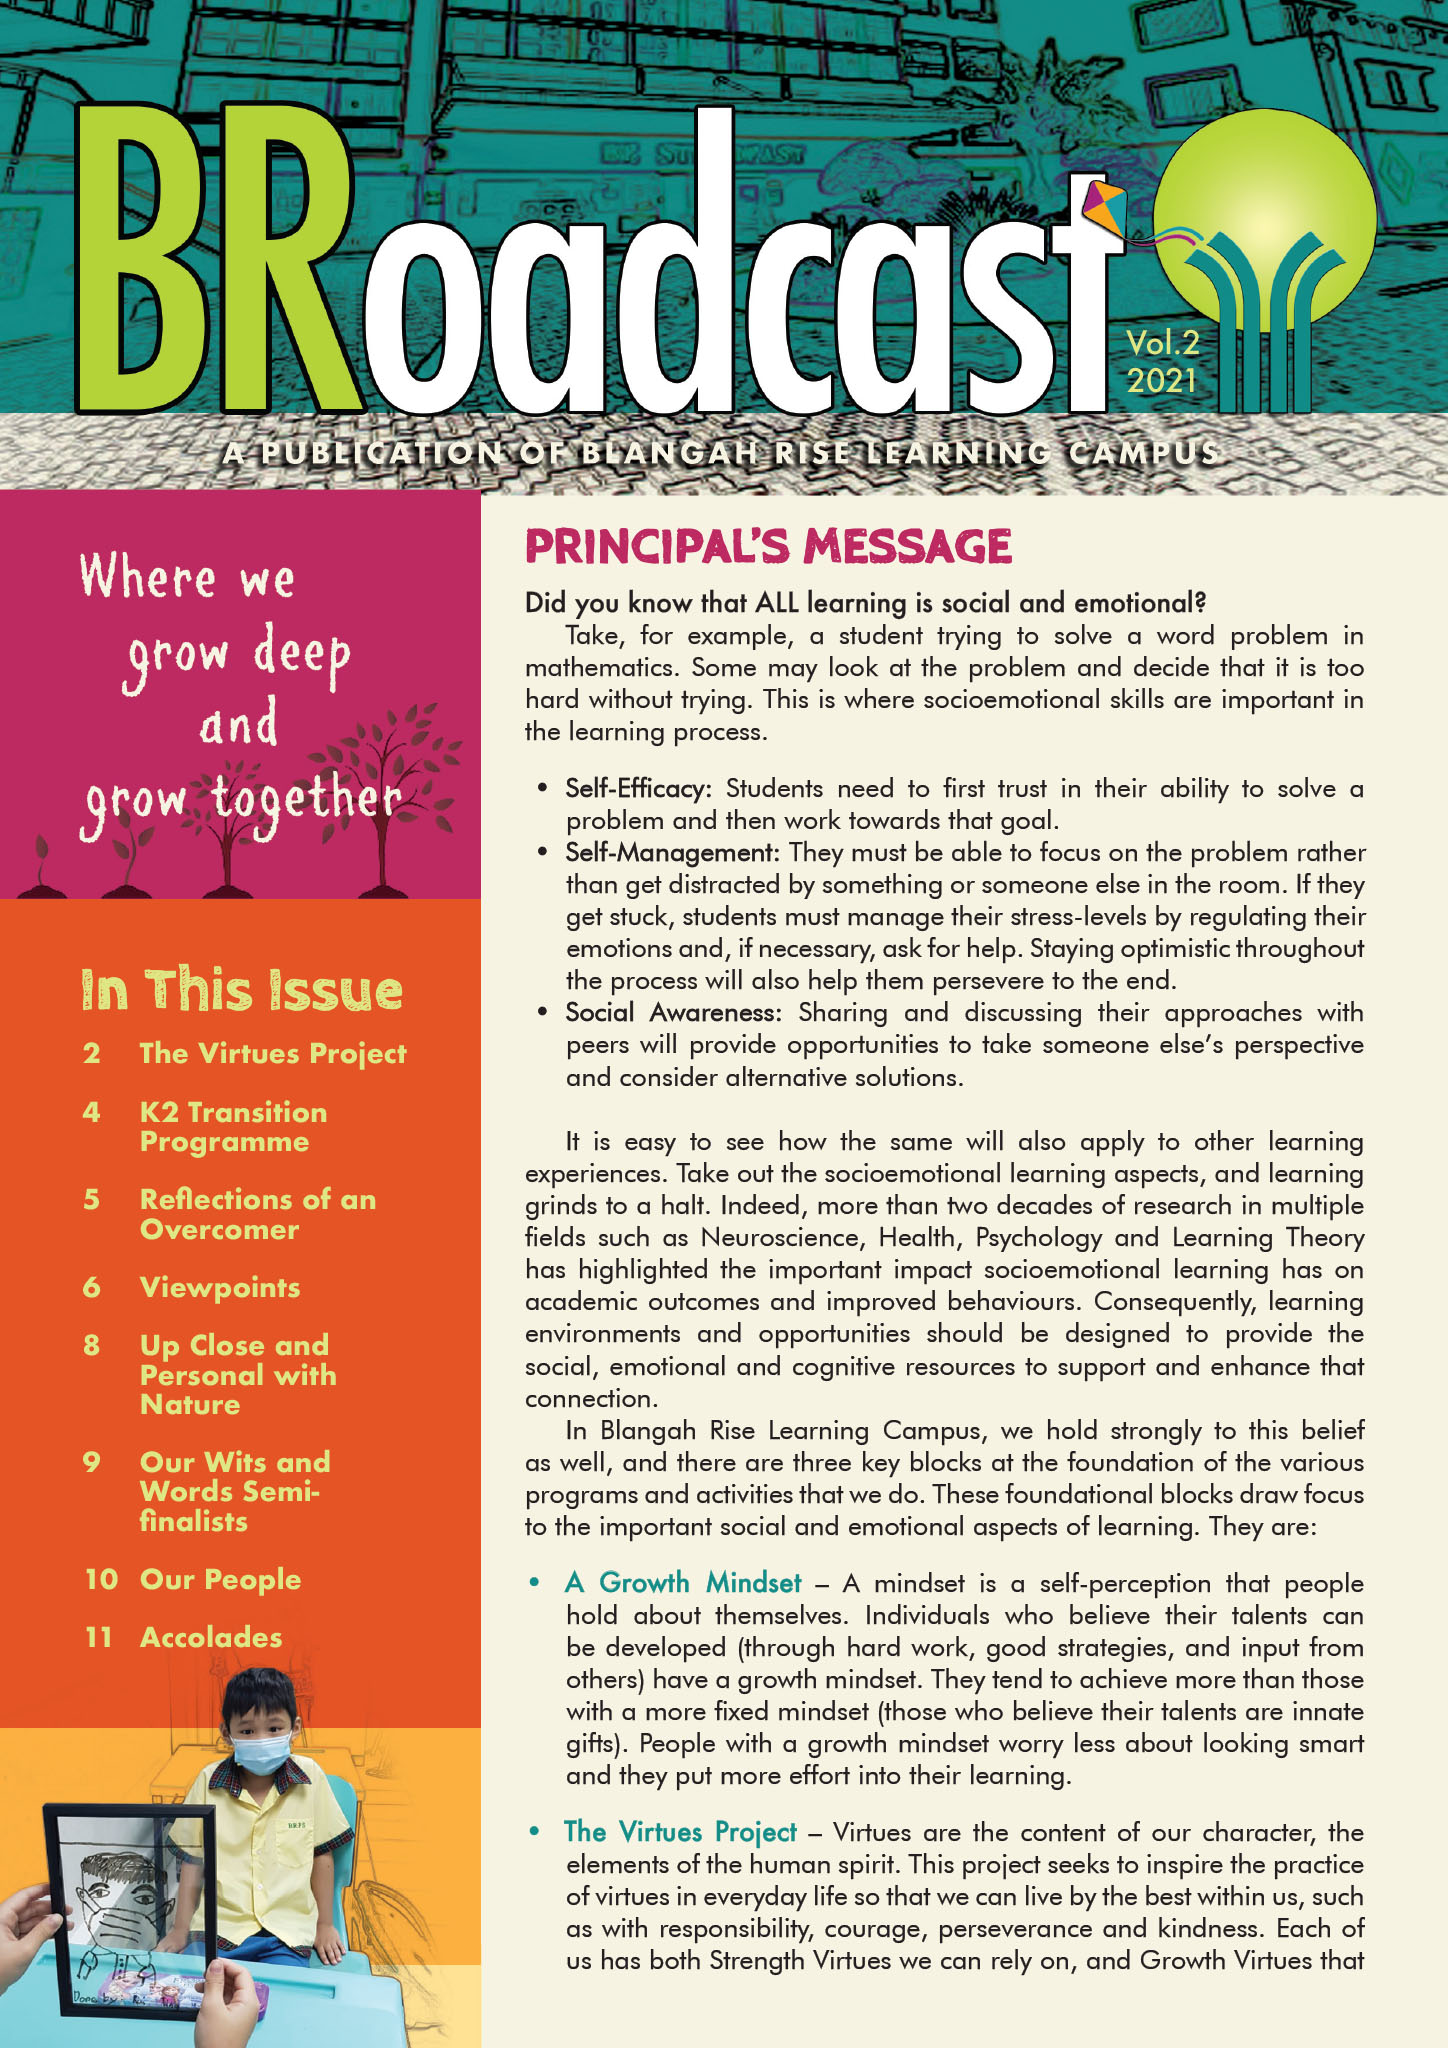 BRoadcast
Vol.2
2021
A PUBLICATION OF BLANGAH RISE LEARNING CAMPUS
Where we
grow deep
and
grow together
In This Issue
2 The Virtues Project
4 K2 Transition
Programme
5 Reflections of an
Overcomer
6 Viewpoints
8 Up Close and
Personal with
Nature
9 Our Wits and
Words Semi-
finalists
10 Our People
11 Accolades
BRPS
Done by:
PRINCIPAL'S MESSAGE
Did you know that ALL learning is social and emotional?
Take, for example, a student trying to solve a word problem in
mathematics. Some may look at the problem and decide that it is too
hard without trying. This is where socioemotional skills are important in
the learning process.
• Self-Efficacy: Students need to first trust in their ability to solve a
problem and then work towards that goal.
• Self-Management: They must be able to focus on the problem rather
than get distracted by something or someone else in the room. If they
get stuck, students must manage their stress-levels by regulating their
emotions and, if necessary, ask for help. Staying optimistic throughout
the process will also help them persevere to the end.
• Social Awareness: Sharing and discussing their approaches with
peers will provide opportunities to take someone else's perspective
and consider alternative solutions.
It is easy to see how the same will also apply to other learning
experiences. Take out the socioemotional learning aspects, and learning
grinds to a halt. Indeed, more than two decades of research in multiple
fields such as Neuroscience, Health, Psychology and Learning Theory
has highlighted the important impact socioemotional learning has on
academic outcomes and improved behaviours. Consequently, learning
environments and opportunities should be designed to provide the
social, emotional and cognitive resources to support and enhance that
connection.
In Blangah Rise Learning Campus, we hold strongly to this belief
as well, and there are three key blocks at the foundation of the various
programs and activities that we do. These foundational blocks draw focus
to the important social and emotional aspects of learning. They are:
• A Growth Mindset – A mindset is a self-perception that people
hold about themselves. Individuals who believe their talents can
be developed (through hard work, good strategies, and input from
others) have a growth mindset. They tend to achieve more than those
with a more fixed mindset (those who believe their talents are innate
gifts). People with a growth mindset worry less about looking smart
and they put more effort into their learning.
• The Virtues Project – Virtues are the content of our character, the
elements of the human spirit. This project seeks to inspire the practice
of virtues in everyday life so that we can live by the best within us, such
as with responsibility, courage, perseverance and kindness. Each of
us has both Strength Virtues we can rely on, and Growth Virtues that